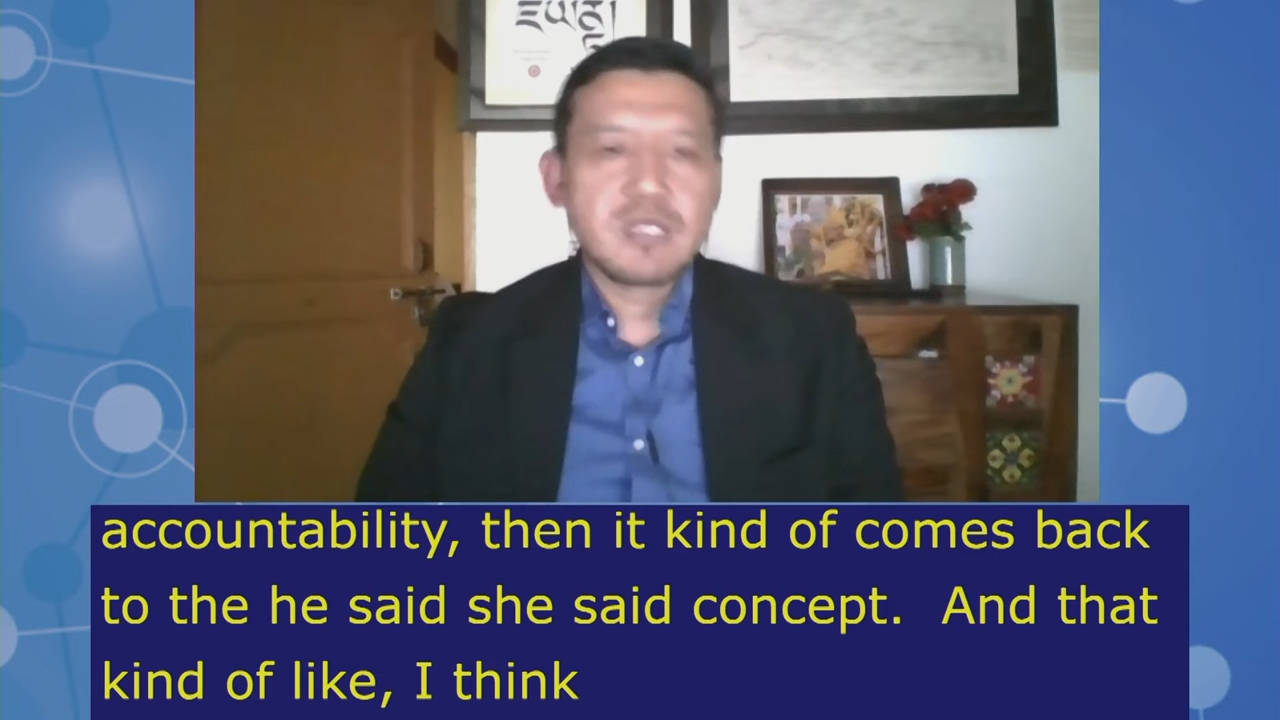 accountability, then it kind of comes back
to the he said she said concept.  And that
kind of like, I think